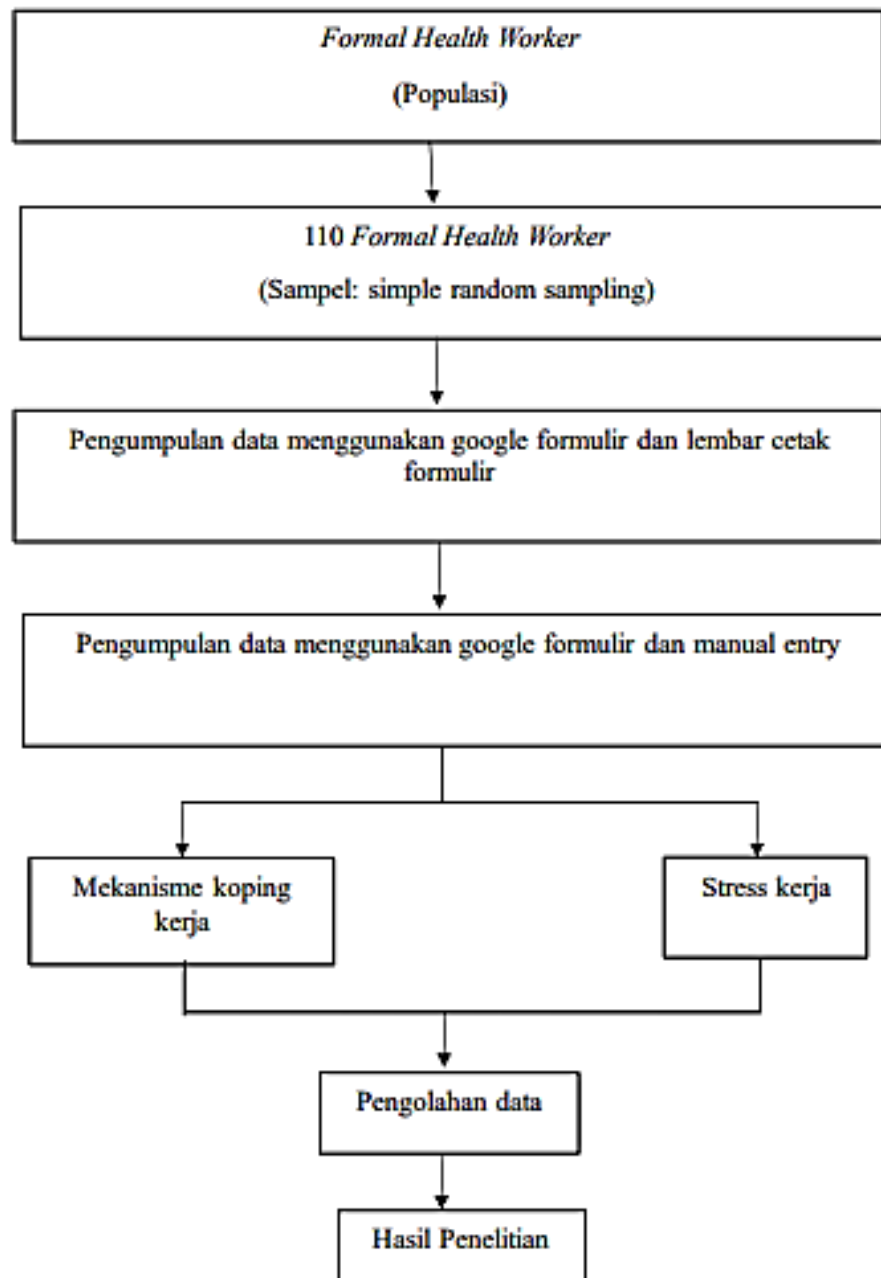 Formal Health Worker
(Populasi)
110 Formal Health Worker
(Sampel: simple random sampling)
Pengumpulan data menggunakan google formulir dan lembar cetak
formulir
Pengumpulan data menggunakan google formulir dan manual entry
Mekanisme koping
kerja
Stress kerja
Pengolahan data
Hasil Penelitian